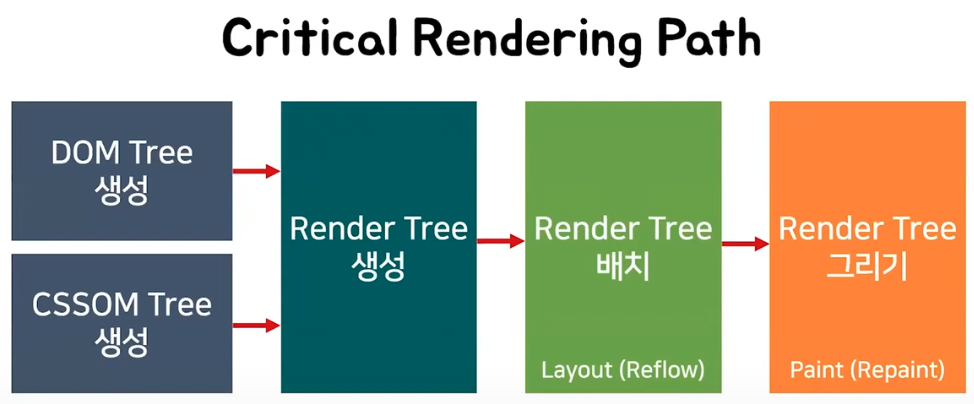 Critical Rendering Path
DOM Tree
생성
CSSOM Tree
생성
Render Tree
생성
Render Tree
배치
Layout (Reflow)
Render Tree
그리기
Paint (Repaint)